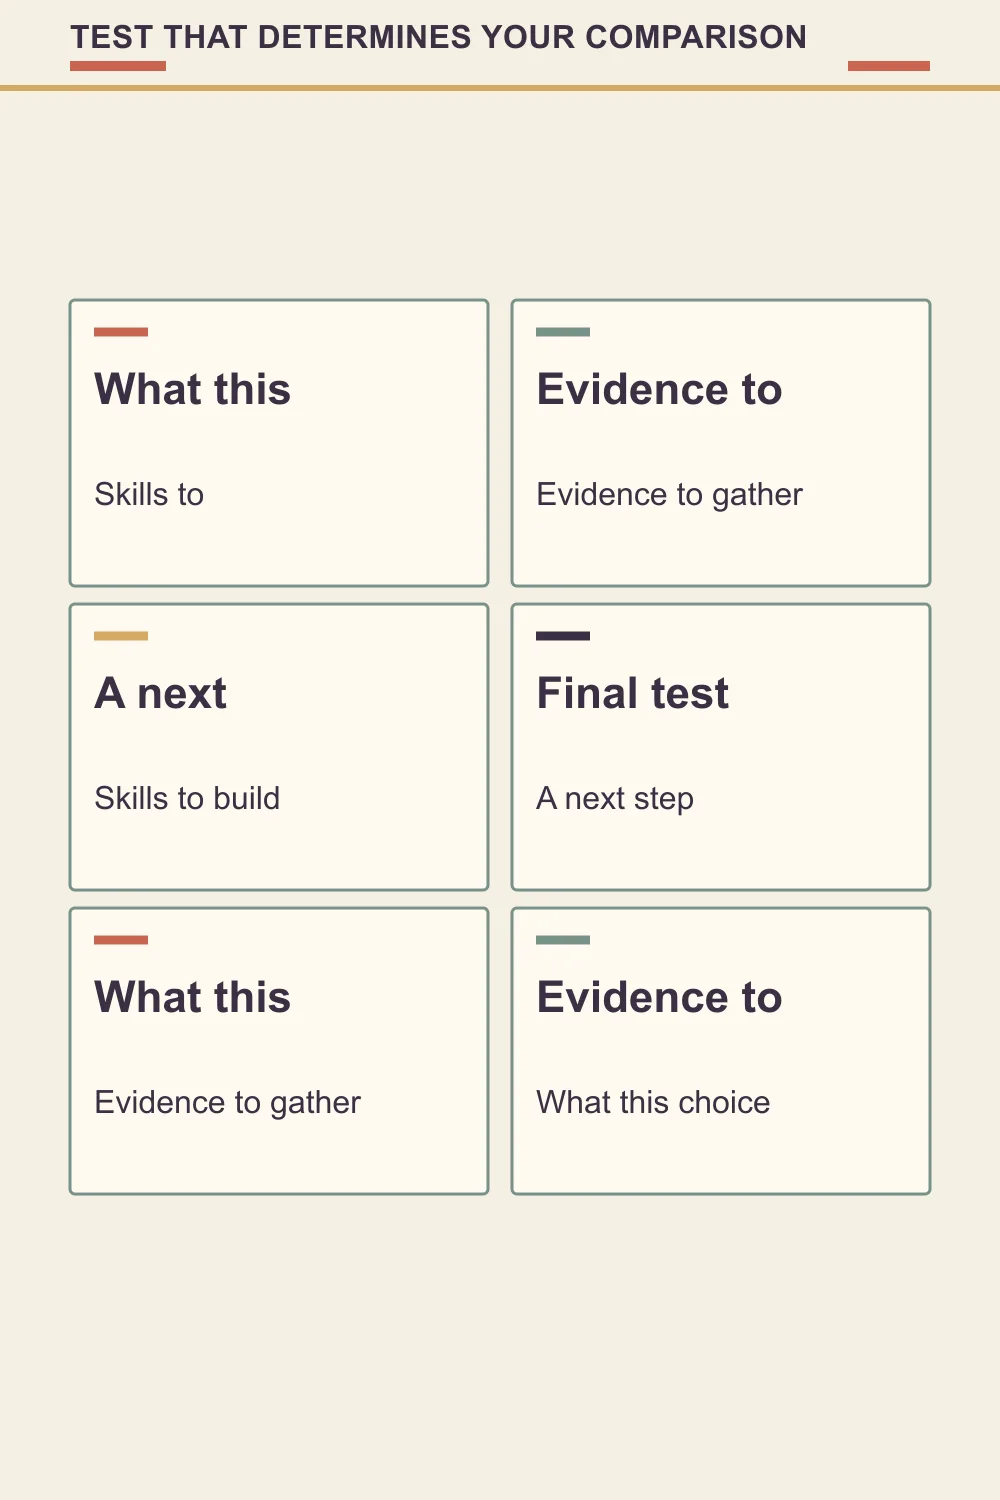 TEST THAT DETERMINES YOUR COMPARISON
What this
Skills to
Evidence to
Evidence to gather
A next
Skills to build
Final test
A next step
What this
Evidence to gather
Evidence to
What this choice